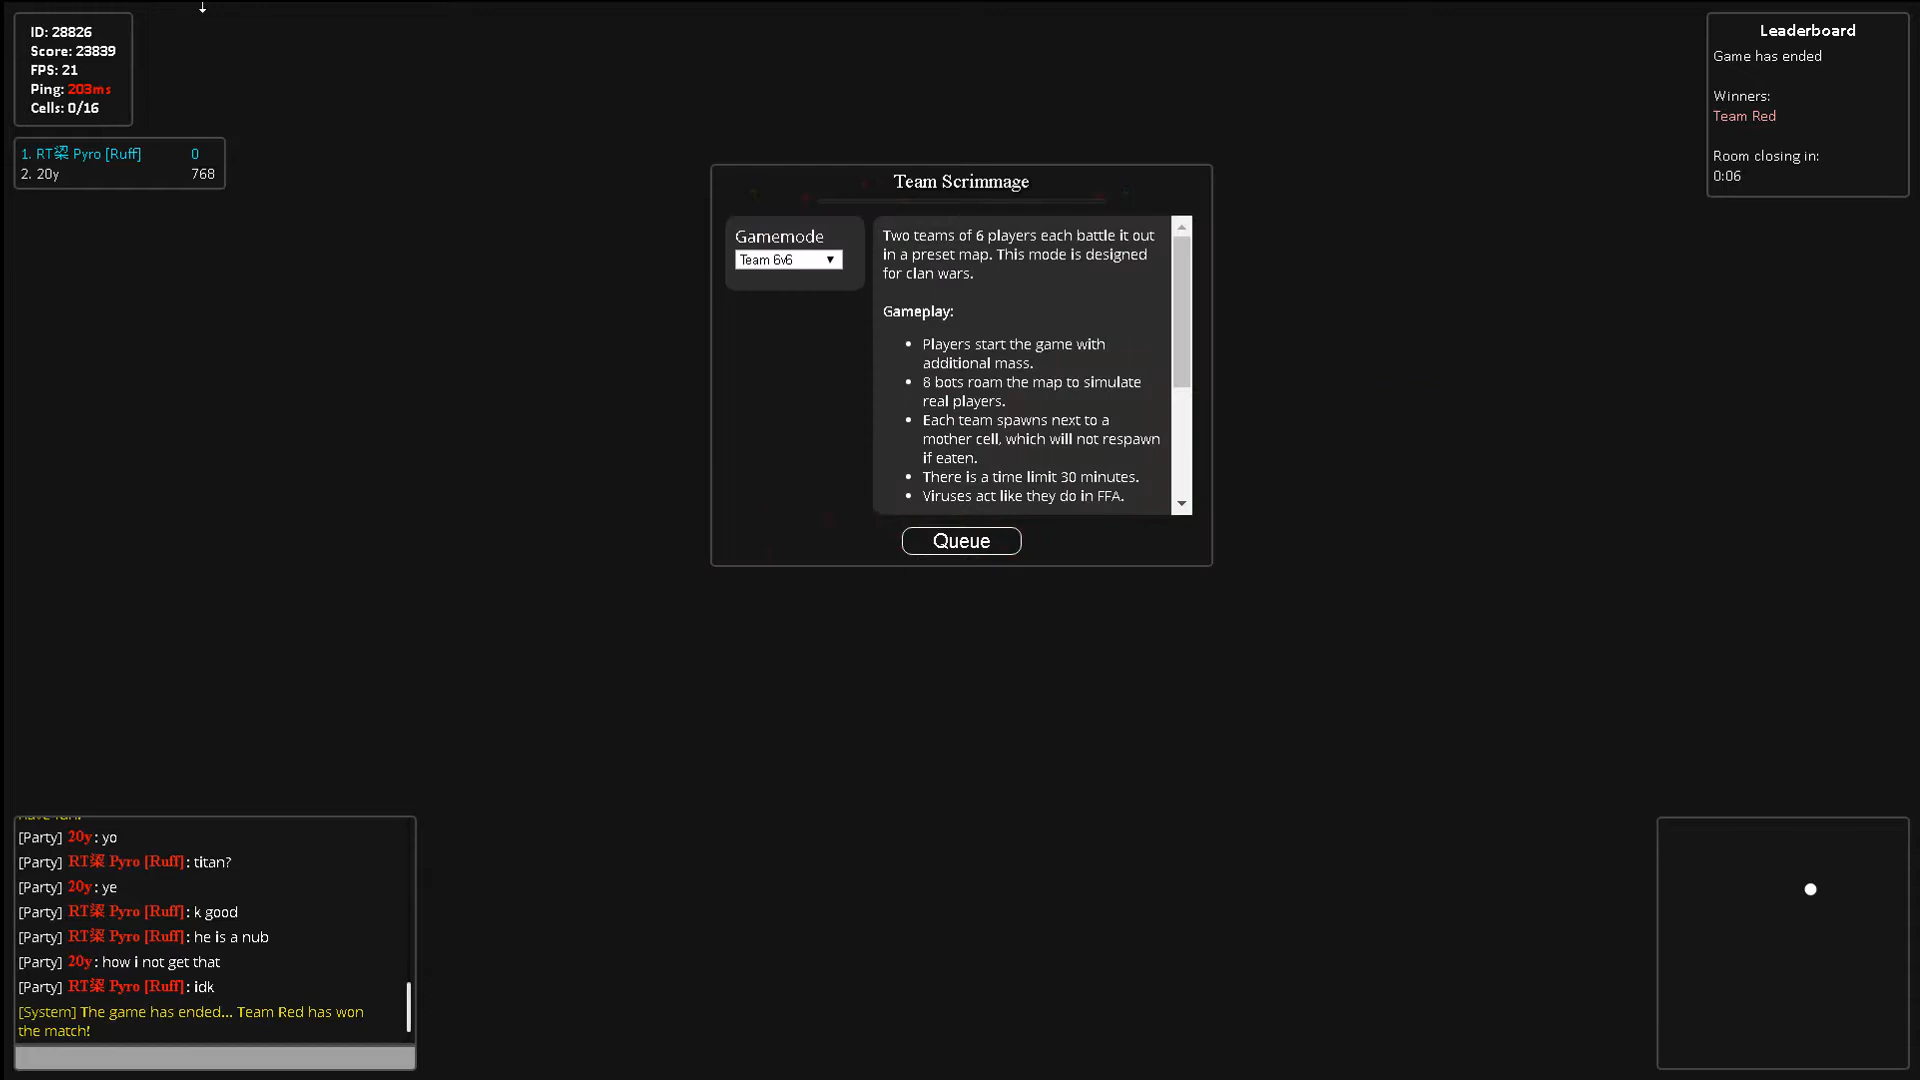 ID: 28826
Score: 23839
FPS: 21
Ping: 203ms
Cells: 0/16
1. RT梁 Pyro [Ruff] 0
2. 20y 768
Team Scrimmage
Gamemode
Team 6v6
Two teams of 6 players each battle it out
in a preset map. This mode is designed
for clan wars.
Gameplay:
Players start the game with
additional mass.
8 bots roam the map to simulate
real players.
Each team spawns next to a
mother cell, which will not respawn
if eaten.
There is a time limit 30 minutes.
Viruses act like they do in FFA.
Queue
Leaderboard
Game has ended
Winners:
Team Red
Room closing in:
0:06
[Party] 20y: yo
[Party] RT梁 Pyro [Ruff]: titan?
[Party] 20y: ye
[Party] RT梁 Pyro [Ruff]: k good
[Party] RT梁 Pyro [Ruff]: he is a nub
[Party] 20y: how i not get that
[Party] RT梁 Pyro [Ruff]: idk
[System] The game has ended... Team Red has won
the match!